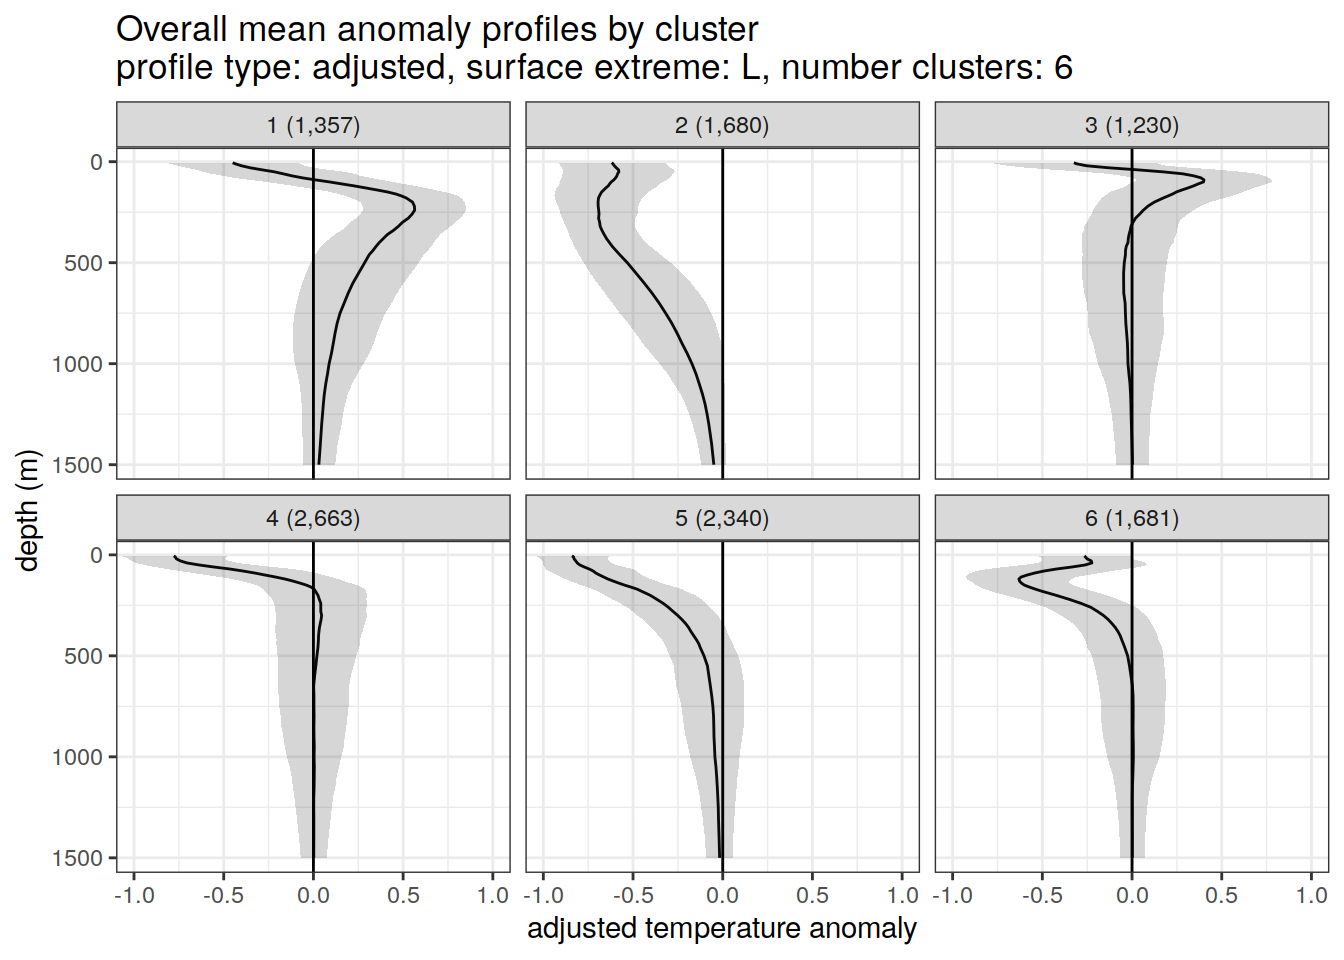 Overall mean anomaly profiles by cluster
profile type: adjusted, surface extreme: L, number clusters: 6
1 (1,357)
2 (1,680)
3 (1,230)
0
500
1000
1500
4 (2,663)
5 (2,340)
6 (1,681)
0
500
1000
1500
depth (m)
-1.0 -0.5 0.0 0.5 1.0 -1.0 -0.5 0.0 0.5 1.0 -1.0 -0.5 0.0 0.5 1.0
adjusted temperature anomaly